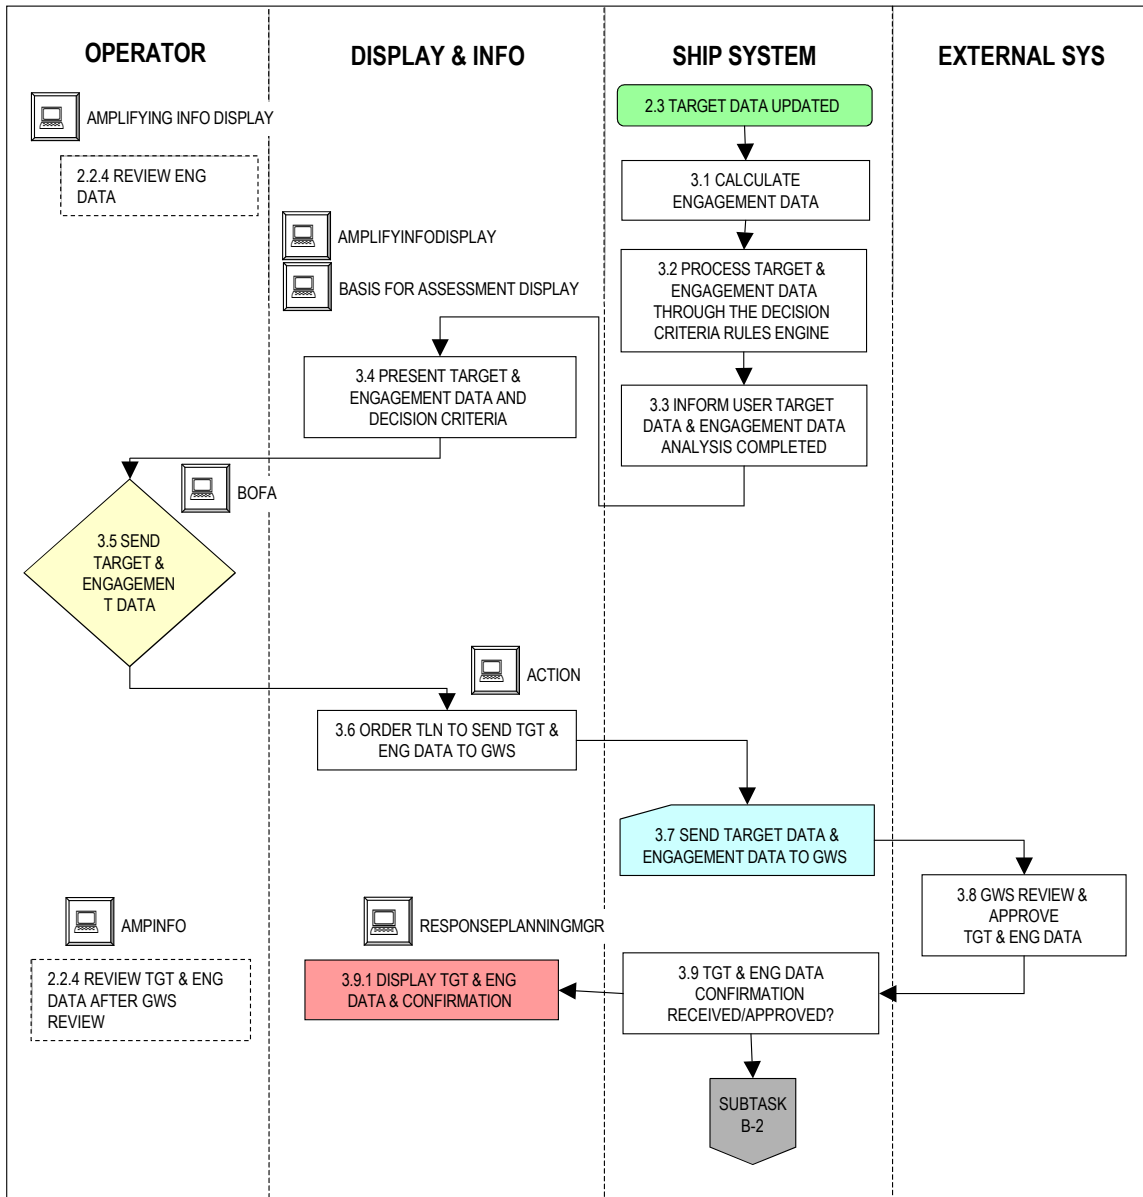 OPERATOR
DISPLAY & INFO
SHIP SYSTEM
EXTERNAL SYS
AMPLIFYING INFO DISPLAY
2.2.4 REVIEW ENG
DATA
2.3 TARGET DATA UPDATED
3.1 CALCULATE
ENGAGEMENT DATA
AMPLIFYINFODISPLAY
BASIS FOR ASSESSMENT DISPLAY
3.2 PROCESS TARGET &
ENGAGEMENT DATA
THROUGH THE DECISION
CRITERIA RULES ENGINE
3.4 PRESENT TARGET &
ENGAGEMENT DATA AND
DECISION CRITERIA
3.3 INFORM USER TARGET
DATA & ENGAGEMENT DATA
ANALYSIS COMPLETED
BOFA
3.5 SEND
TARGET &
ENGAGEMEN
T DATA
ACTION
3.6 ORDER TLN TO SEND TGT &
ENG DATA TO GWS
3.7 SEND TARGET DATA &
ENGAGEMENT DATA TO GWS
3.8 GWS REVIEW &
APPROVE
TGT & ENG DATA
AMPINFO
2.2.4 REVIEW TGT & ENG
DATA AFTER GWS
REVIEW
RESPONSEPLANNINGMGR
3.9.1 DISPLAY TGT & ENG
DATA & CONFIRMATION
3.9 TGT & ENG DATA
CONFIRMATION
RECEIVED/APPROVED?
SUBTASK
B-2